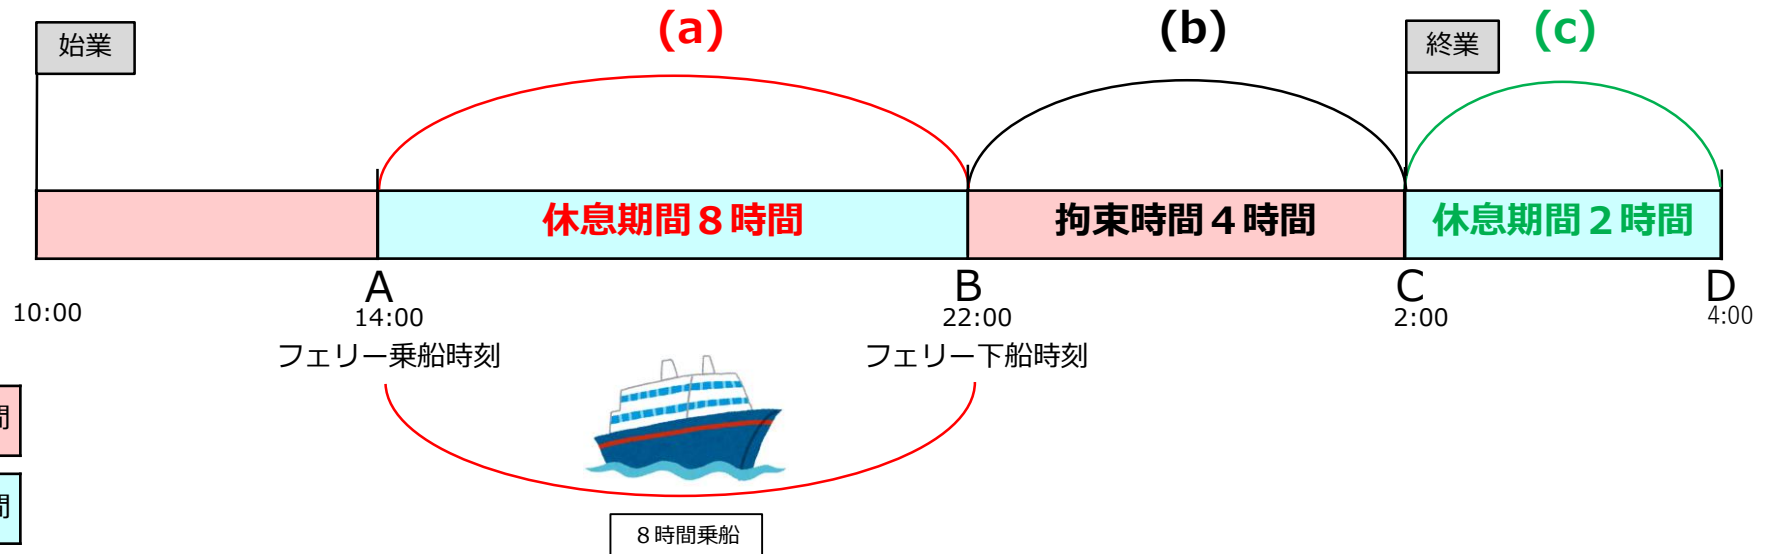 (a)
(b)
(c)
始業
終業
休息期間８時間
拘束時間４時間
休息期間２時間
A
B
C
D
10:00
14:00
22:00
2:00
4:00
フェリー乗船時刻
フェリー下船時刻
間
間
８時間乗船